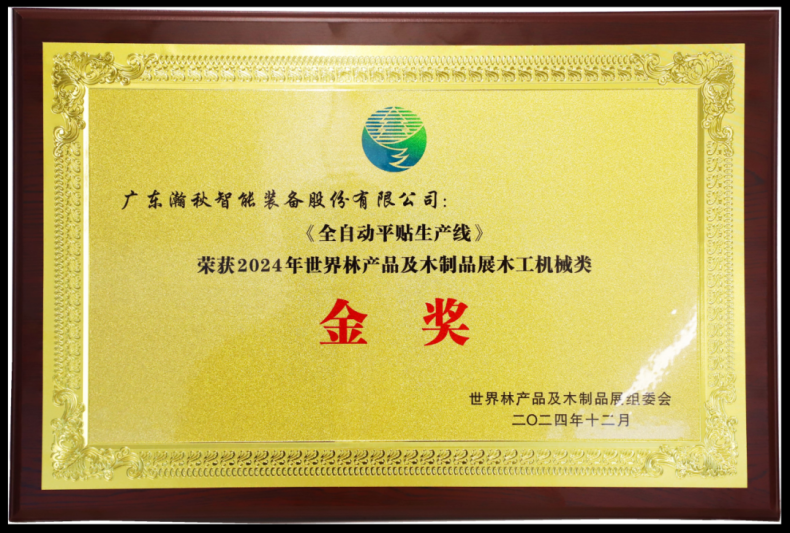 广东瀚秋智能装备股份有限公司：
《全自动平贴生产线》
荣获2024年世界林产品及木制品展木工机械类
金奖
世界林产品及木制品展组委会
二〇二四年十二月